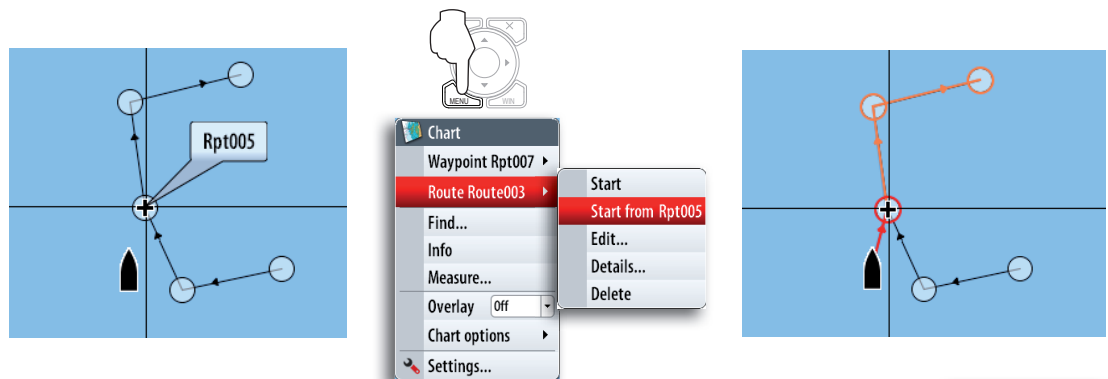 Rpt005
MENU
WIN
Chart
Waypoint Rpt007
Route Route003
Find...
Info
Measure...
Overlay Off
Chart options
Settings...
Start
Start from Rpt005
Edit...
Details...
Delete